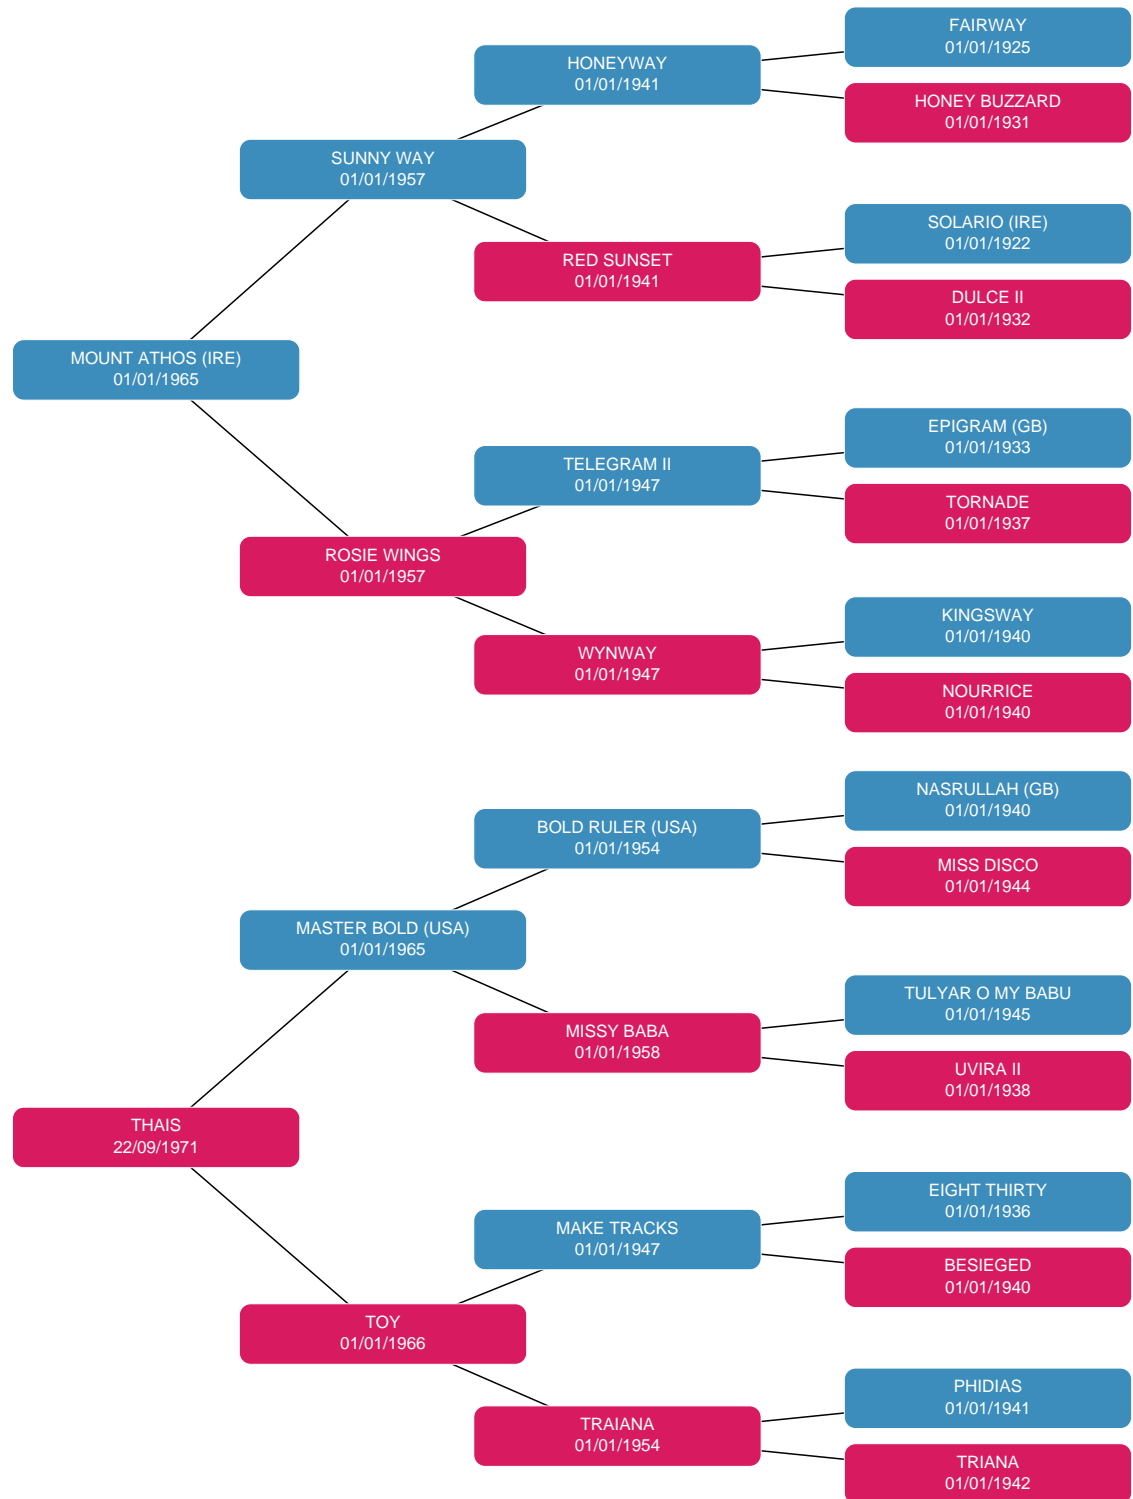 FAIRWAY
01/01/1925
HONEYWAY
01/01/1941
HONEY BUZZARD
01/01/1931
SUNNY WAY
01/01/1957
SOLARIO (IRE)
01/01/1922
RED SUNSET
01/01/1941
DULCE II
01/01/1932
MOUNT ATHOS (IRE)
01/01/1965
EPIGRAM (GB)
01/01/1933
TELEGRAM II
01/01/1947
TORNADE
01/01/1937
ROSIE WINGS
01/01/1957
KINGSWAY
01/01/1940
WYNWAY
01/01/1947
NOURRICE
01/01/1940
NASRULLAH (GB)
01/01/1940
BOLD RULER (USA)
01/01/1954
MISS DISCO
01/01/1944
MASTER BOLD (USA)
01/01/1965
TULYAR O MY BABU
01/01/1945
MISSY BABA
01/01/1958
UVIRA II
01/01/1938
THAIS
22/09/1971
EIGHT THIRTY
01/01/1936
MAKE TRACKS
01/01/1947
BESIEGED
01/01/1940
TOY
01/01/1966
PHIDIAS
01/01/1941
TRAIANA
01/01/1954
TRIANA
01/01/1942